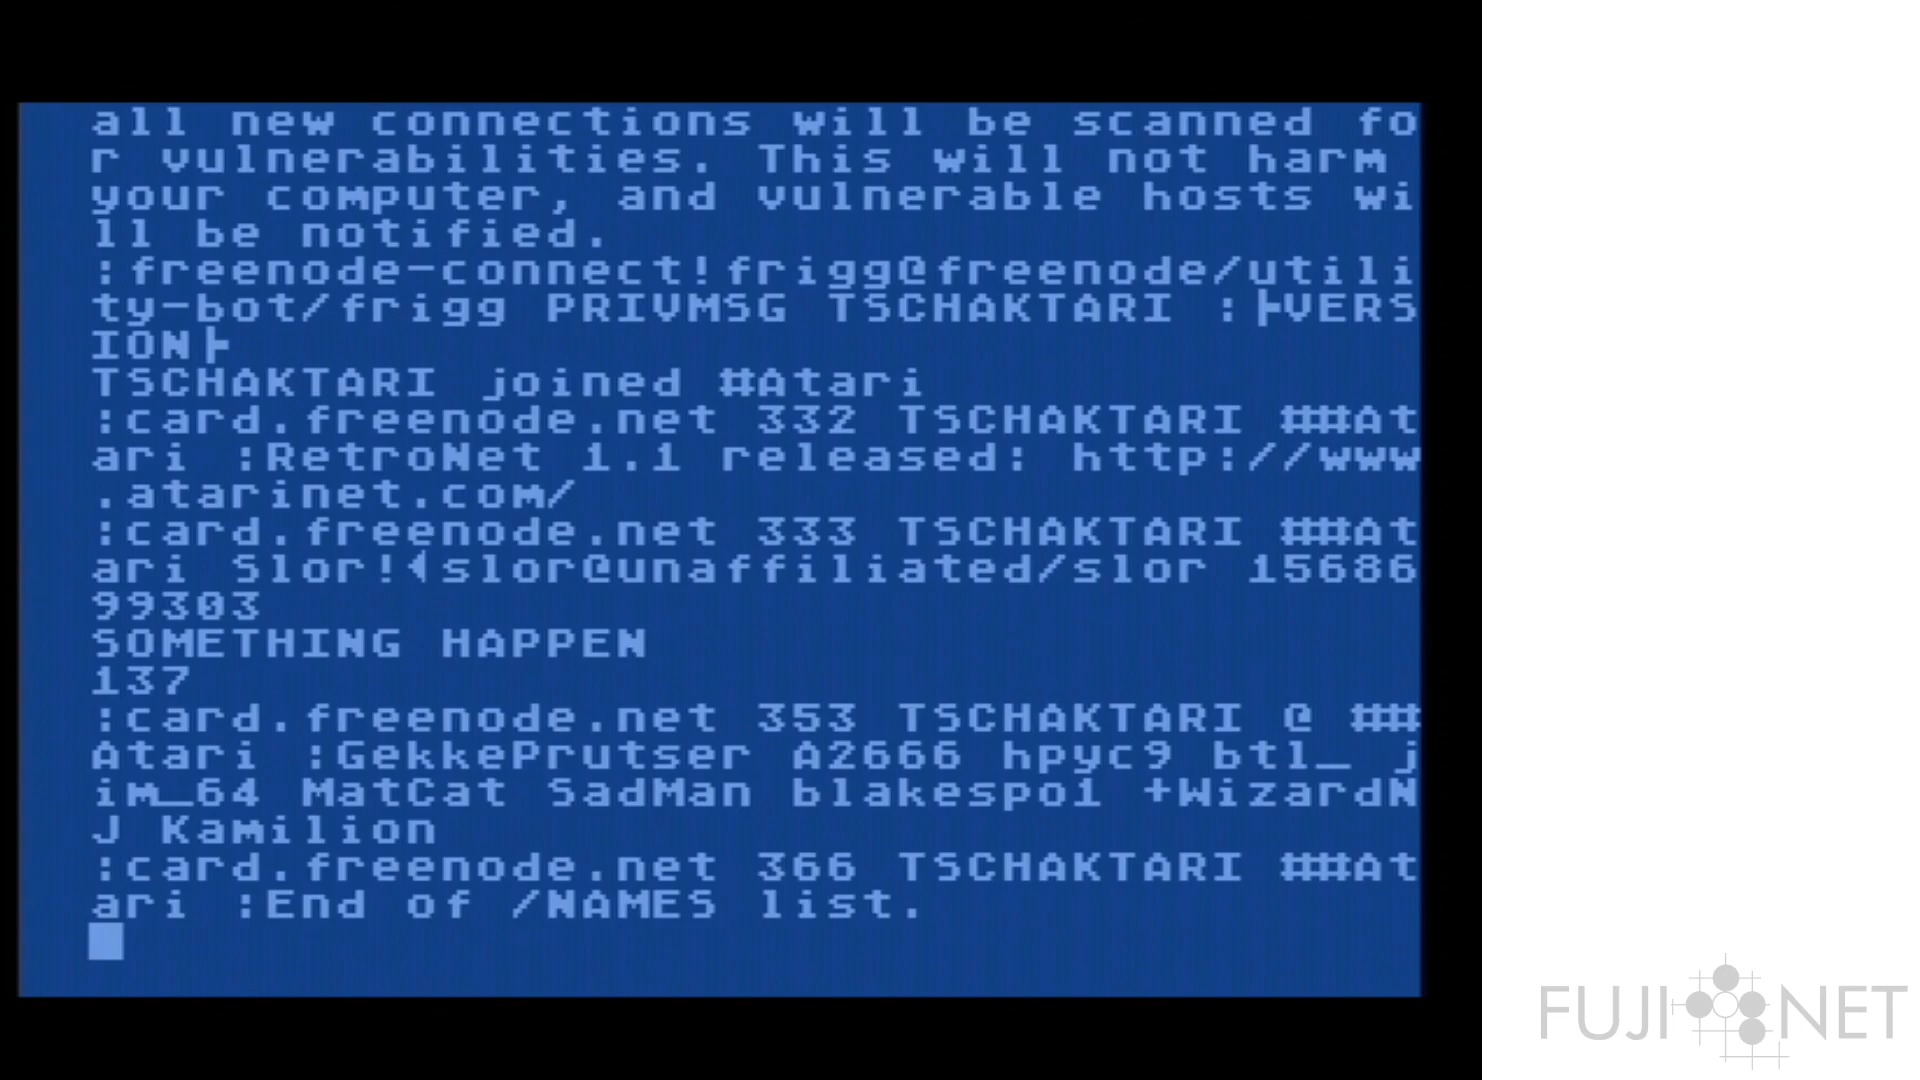 all new connections will be scanned fo
r vulnerabilities. This will not harm
your computer, and vulnerable hosts wi
ll be notified.
:freenode-connect!frigg@freenode/utili
ty-bot/frigg PRIVMSG TSCHAKTARI :├VERS
ION├
TSCHAKTARI joined #Atari
:card.freenode.net 332 TSCHAKTARI ##At
ari :RetroNet 1.1 released: http://www
.atarinet.com/
:card.freenode.net 333 TSCHAKTARI ##At
ari Slor!◀slor@unaffiliated/slor 15686
99303
SOMETHING HAPPEN
137
:card.freenode.net 353 TSCHAKTARI @ ##
Atari :GekkePrutser A2666 hpyc9 btl_ j
im_64 MatCat SadMan blakespo1 +WizardN
J Kamilion
:card.freenode.net 366 TSCHAKTARI ##At
ari :End of /NAMES list.
FUJINET